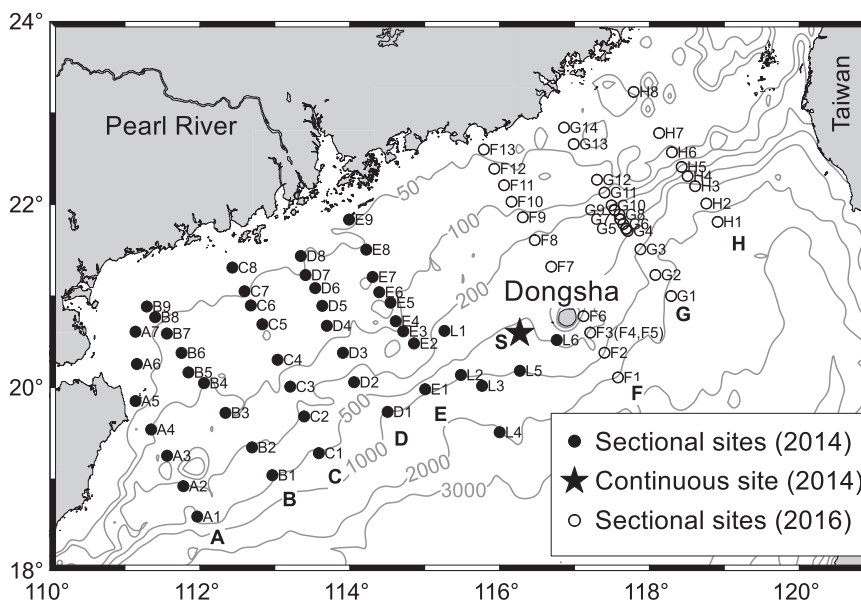 24°
22°
20°
18°
110°
112°
114°
116°
118°
120°
Pearl River
Taiwan
Dongsha
S
50
100
200
500
1000
2000
3000
H8
G14
G13
H7
H6
H5
H4
H3
H2
H1
H
F13
F12
F11
F10
F9
F8
F7
F6
F3(F4,F5)
F2
F1
F
G12
G11
G10
G9
G8
G7
G6
G5
G4
G3
G2
G1
G
E9
E8
E7
E6
E5
E4
E3
E2
E1
E
L1
L2
L3
L4
L5
L6
D8
D7
D6
D5
D4
D3
D2
D1
D
C8
C7
C6
C5
C4
C3
C2
C1
C
B9
B8
B7
B6
B5
B4
B3
B2
B1
B
A7
A6
A5
A4
A3
A2
A1
A
Sectional sites (2014)
Continuous site (2014)
Sectional sites (2016)